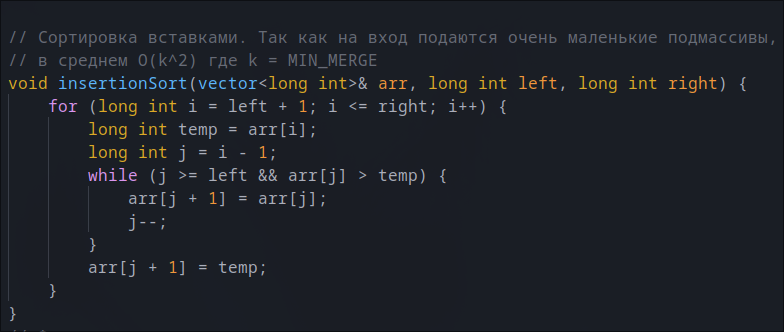 // Сортировка вставками. Так как на вход подаются очень маленькие подмассивы,
// в среднем O(k^2) где k = MIN_MERGE
void insertionSort(vector<long int>& arr, long int left, long int right) {
    for (long int i = left + 1; i <= right; i++) {
        long int temp = arr[i];
        long int j = i - 1;
        while (j >= left && arr[j] > temp) {
            arr[j + 1] = arr[j];
            j--;
        }
        arr[j + 1] = temp;
    }
}